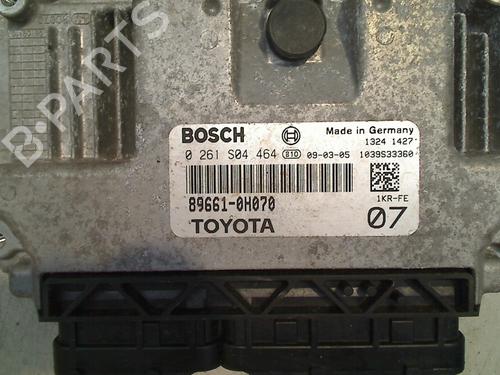 B-PARTS
BOSCH Made in Germany
1324 1427
0 261 S04 464 810 09-03-05 1039S33360
89661-0H070 1KR-FE
TOYOTA 07